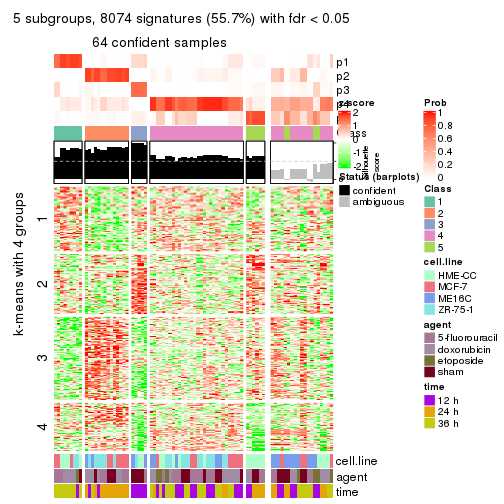 5 subgroups, 8074 signatures (55.7%) with fdr < 0.05
64 confident samples
p1
p2
p3
z-score
2
1
0
-1
-2
Class
silhouette
score
Status (barplots)
confident
ambiguous
k-means with 4 groups
1
2
3
4
cell.line
agent
time
Prob
1
0.8
0.6
0.4
0.2
0
Class
1
2
3
4
5
cell.line
HME-CC
MCF-7
ME16C
ZR-75-1
agent
5-fluorouracil
doxorubicin
etoposide
sham
time
12 h
24 h
36 h